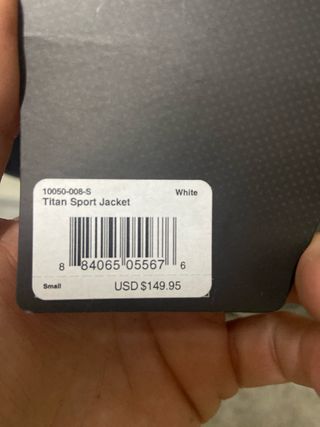 10050-008-S White
Titan Sport Jacket
8 84065 05567 6
Small USD $149.95